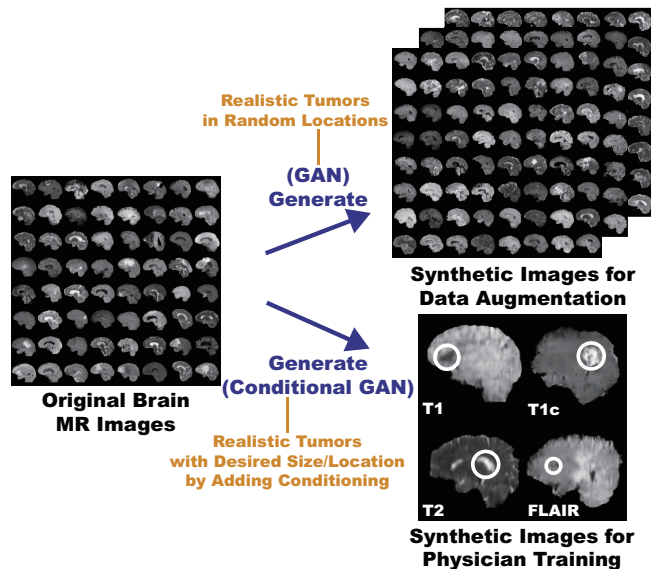 Realistic Tumors
in Random Locations
(GAN)
Generate
Synthetic Images for
Data Augmentation
Original Brain
MR Images
Generate
(Conditional GAN)
Realistic Tumors
with Desired Size/Location
by Adding Conditioning
T1
T1c
T2
FLAIR
Synthetic Images for
Physician Training